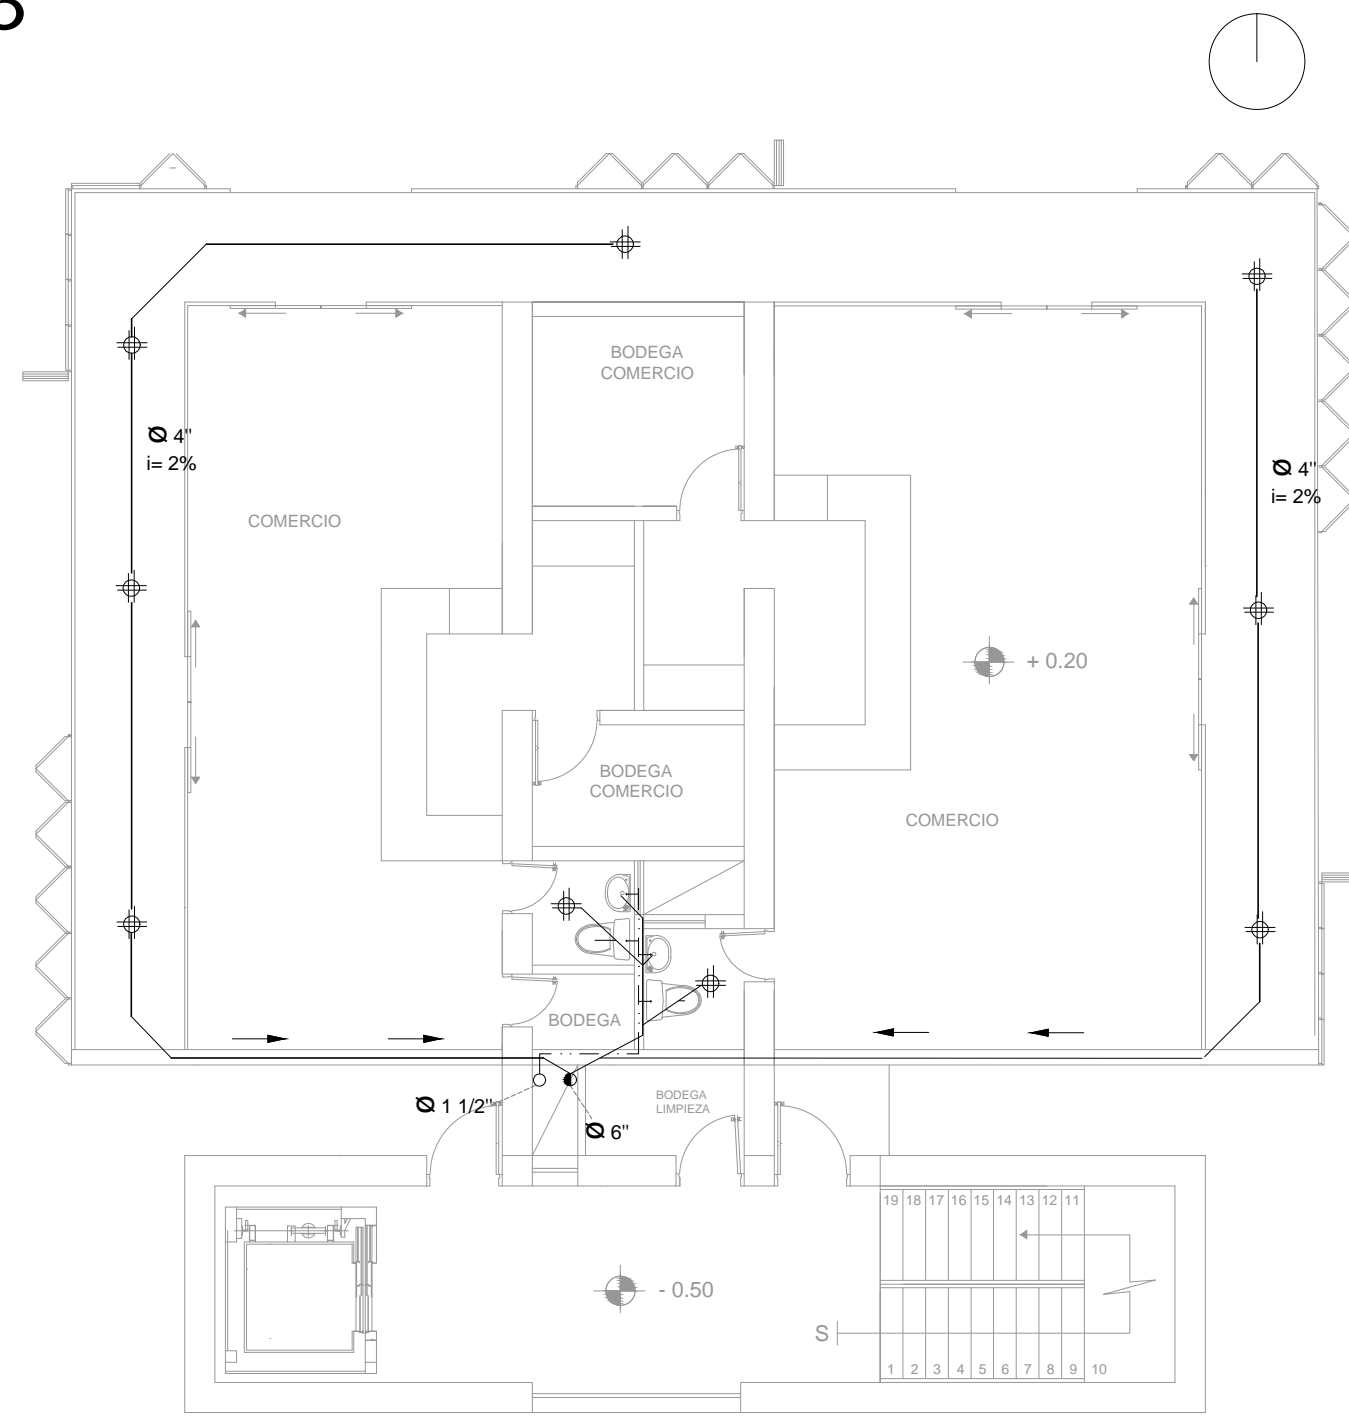 BODEGA
COMERCIO
Ø 4"
i= 2%
Ø 4"
i= 2%
COMERCIO
+ 0.20
BODEGA
COMERCIO
COMERCIO
BODEGA
BODEGA
LIMPIEZA
Ø 1 1/2"
Ø 6"
19 18 17 16 15 14 13 12 11
- 0.50
S
1 2 3 4 5 6 7 8 9 10